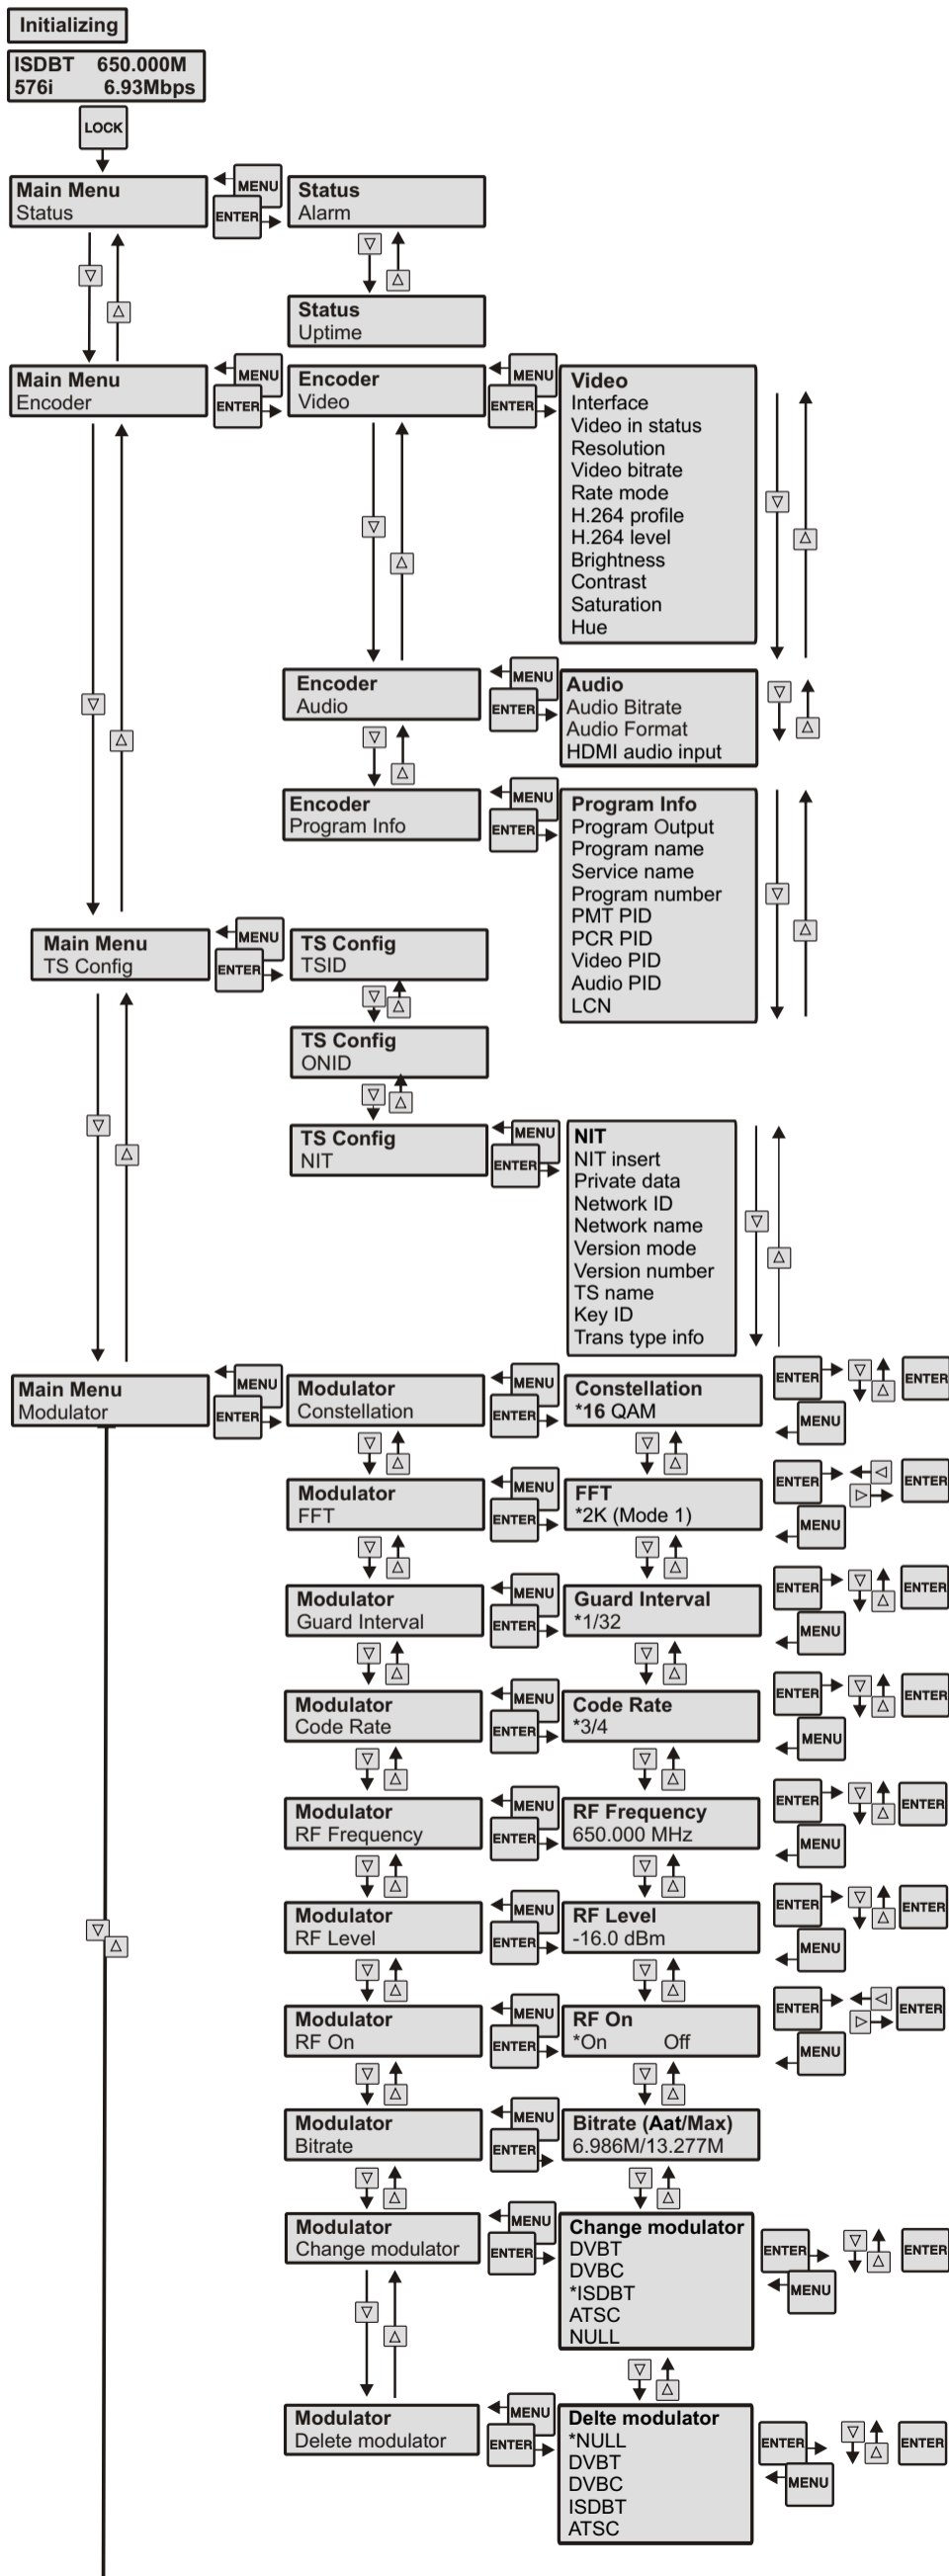 Initializing
ISDBT 650.000M
576i 6.93Mbps
LOCK
Main Menu
Status
MENU
ENTER
Status
Alarm
Status
Uptime
Main Menu
Encoder
MENU
ENTER
Encoder
Video
MENU
ENTER
Video
Interface
Video in status
Resolution
Video bitrate
Rate mode
H.264 profile
H.264 level
Brightness
Contrast
Saturation
Hue
Encoder
Audio
MENU
ENTER
Audio
Audio Bitrate
Audio Format
HDMI audio input
Encoder
Program Info
MENU
ENTER
Program Info
Program Output
Program name
Service name
Program number
PMT PID
PCR PID
Video PID
Audio PID
LCN
Main Menu
TS Config
MENU
ENTER
TS Config
TSID
TS Config
ONID
TS Config
NIT
MENU
ENTER
NIT
NIT insert
Private data
Network ID
Network name
Version mode
Version number
TS name
Key ID
Trans type info
Main Menu
Modulator
MENU
ENTER
Modulator
Constellation
MENU
ENTER
Constellation
*16 QAM
ENTER
MENU
ENTER
Modulator
FFT
MENU
ENTER
FFT
*2K (Mode 1)
ENTER
MENU
ENTER
Modulator
Guard Interval
MENU
ENTER
Guard Interval
*1/32
ENTER
MENU
ENTER
Modulator
Code Rate
MENU
ENTER
Code Rate
*3/4
ENTER
MENU
ENTER
Modulator
RF Frequency
MENU
ENTER
RF Frequency
650.000 MHz
ENTER
MENU
ENTER
Modulator
RF Level
MENU
ENTER
RF Level
-16.0 dBm
ENTER
MENU
ENTER
Modulator
RF On
MENU
ENTER
RF On
*On Off
ENTER
MENU
ENTER
Modulator
Bitrate
MENU
ENTER
Bitrate (Aat/Max)
6.986M/13.277M
Modulator
Change modulator
MENU
ENTER
Change modulator
DVBT
DVBC
*ISDBT
ATSC
NULL
ENTER
MENU
ENTER
Modulator
Delete modulator
MENU
ENTER
Delte modulator
*NULL
DVBT
DVBC
ISDBT
ATSC
ENTER
MENU
ENTER